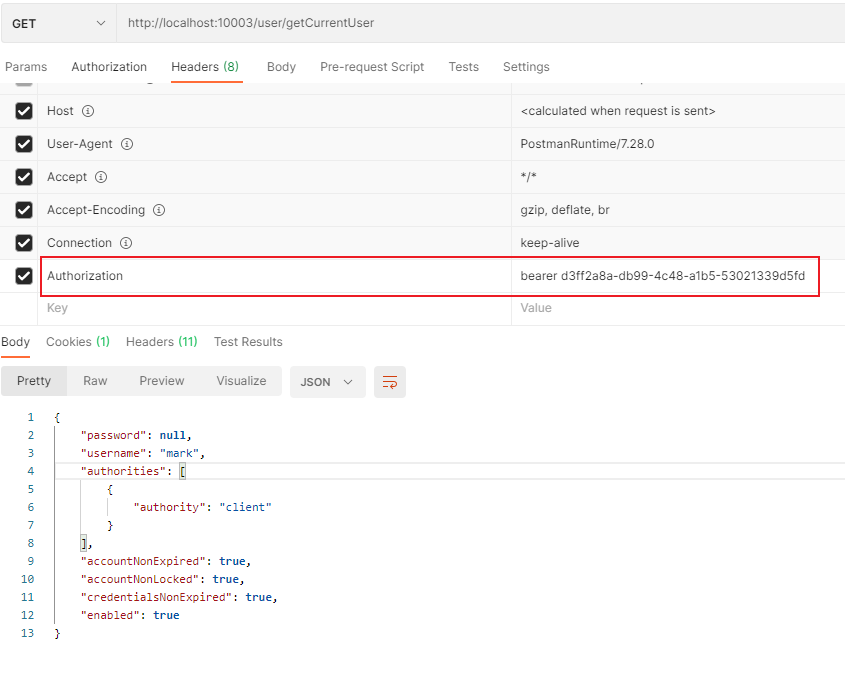 GET http://localhost:10003/user/getCurrentUser
Params Authorization Headers (8) Body Pre-request Script Tests Settings
Host <calculated when request is sent>
User-Agent PostmanRuntime/7.28.0
Accept */*
Accept-Encoding gzip, deflate, br
Connection keep-alive
Authorization bearer d3ff2a8a-db99-4c48-a1b5-53021339d5fd
Key Value
Body Cookies (1) Headers (11) Test Results
Pretty Raw Preview Visualize JSON
1 {
2 "password": null,
3 "username": "mark",
4 "authorities": [
5 {
6 "authority": "client"
7 }
8 ],
9 "accountNonExpired": true,
10 "accountNonLocked": true,
11 "credentialsNonExpired": true,
12 "enabled": true
13 }